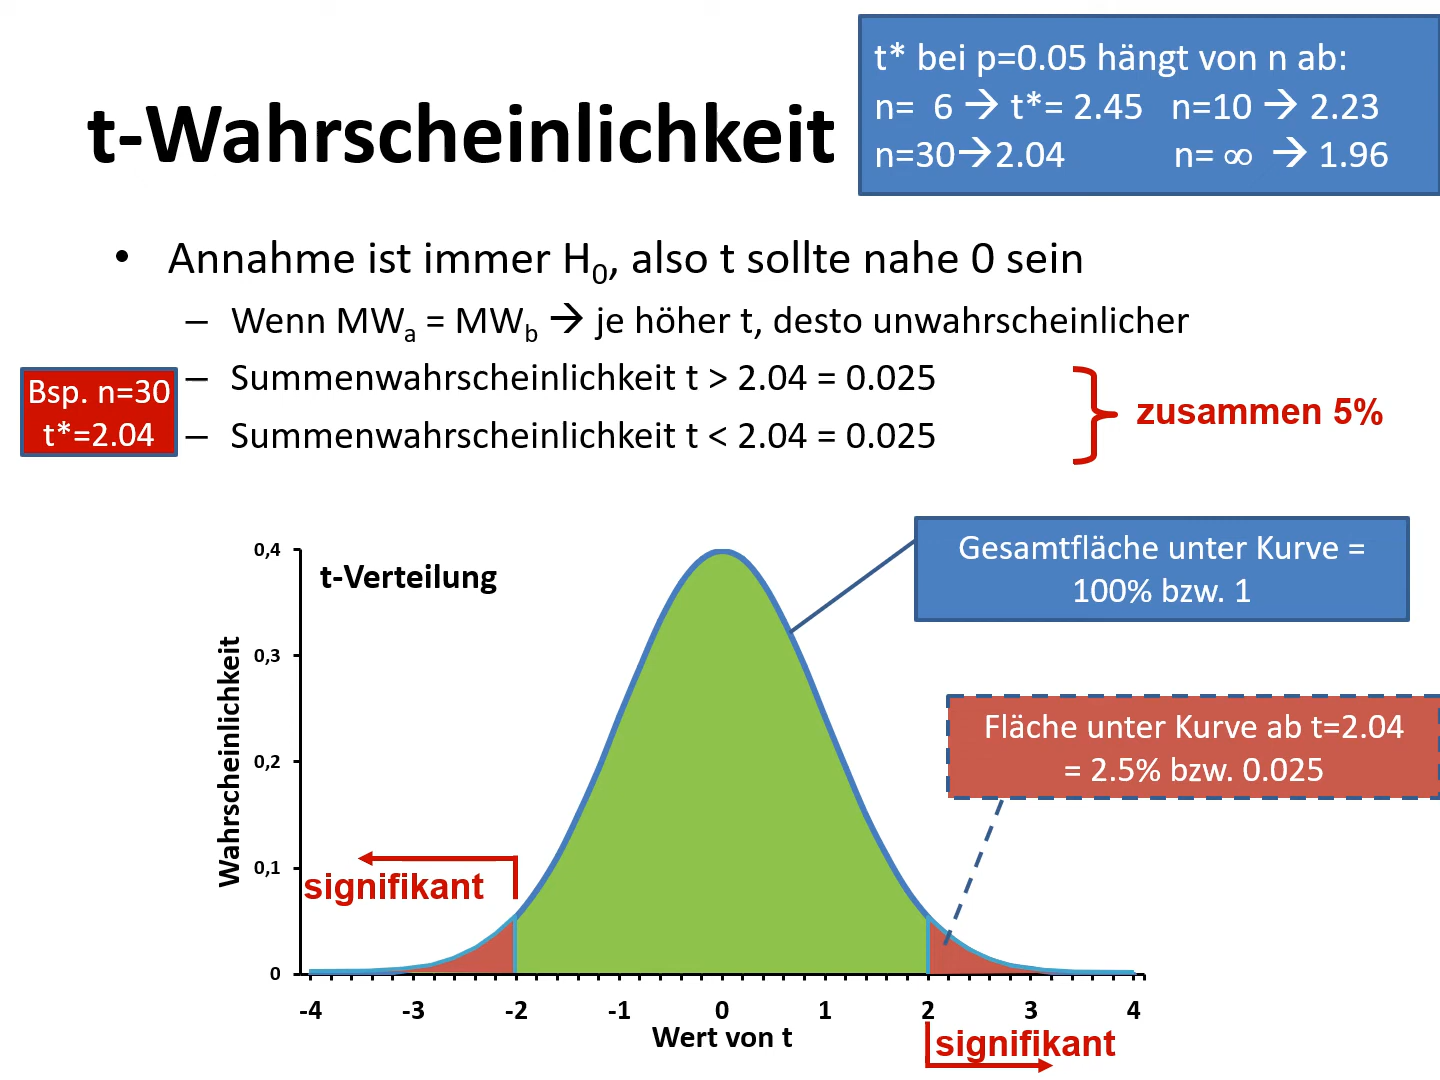 t-Wahrscheinlichkeit
t* bei p=0.05 hängt von n ab:
n= 6 → t*= 2.45 n=10 → 2.23
n=30→2.04 n= ∞ → 1.96
• Annahme ist immer H₀, also t sollte nahe 0 sein
– Wenn MWₐ = MW_b → je höher t, desto unwahrscheinlicher
– Summenwahrscheinlichkeit t > 2.04 = 0.025
– Summenwahrscheinlichkeit t < 2.04 = 0.025
Bsp. n=30
t*=2.04
zusammen 5%
Gesamtfläche unter Kurve =
100% bzw. 1
Fläche unter Kurve ab t=2.04
= 2.5% bzw. 0.025
t-Verteilung
Wahrscheinlichkeit
0,4
0,3
0,2
0,1
0
signifikant
-4 -3 -2 -1 0 1 2 3 4
Wert von t
signifikant